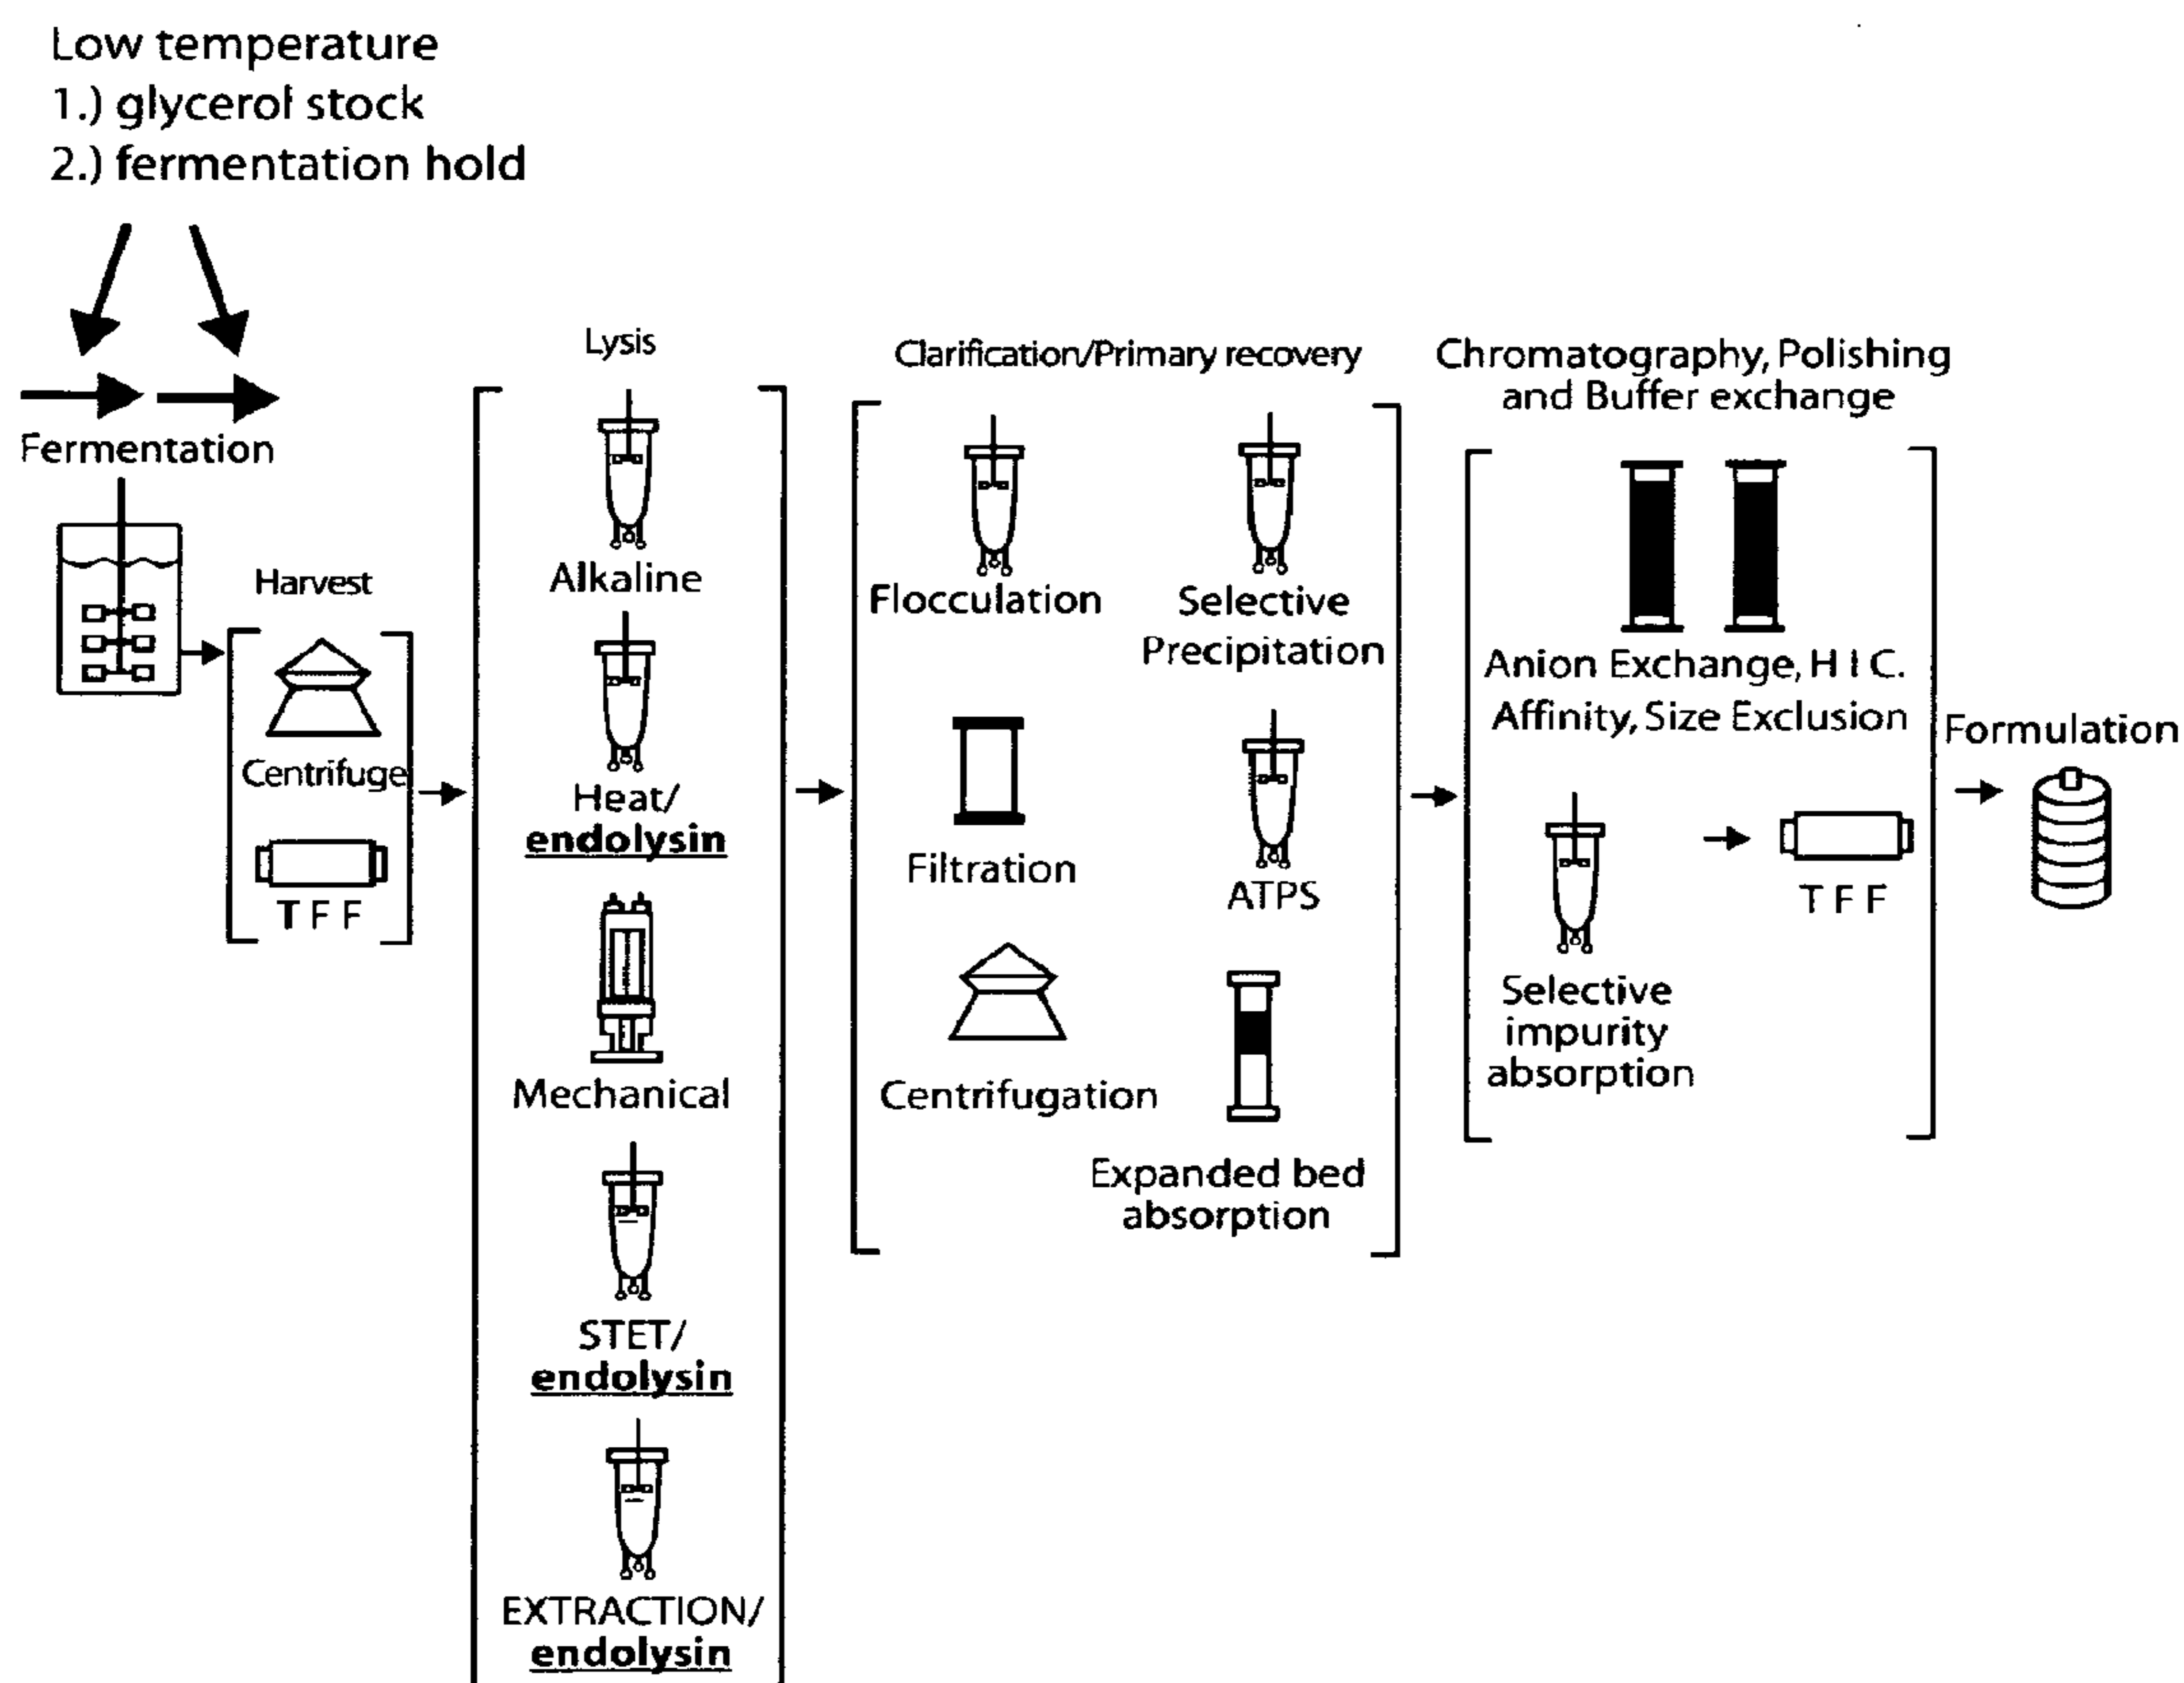 Low temperature
1.) glycerol stock
2.) fermentation hold
Fermentation
Harvest
Centrifuge
T F F
Lysis
Alkaline
Heat/
endolysin
Mechanical
STET/
endolysin
EXTRACTION/
endolysin
Clarification/Primary recovery
Flocculation
Selective
Precipitation
Filtration
ATPS
Centrifugation
Expanded bed
absorption
Chromatography, Polishing
and Buffer exchange
Anion Exchange, H I C.
Affinity, Size Exclusion
Selective
impurity
absorption
T F F
Formulation